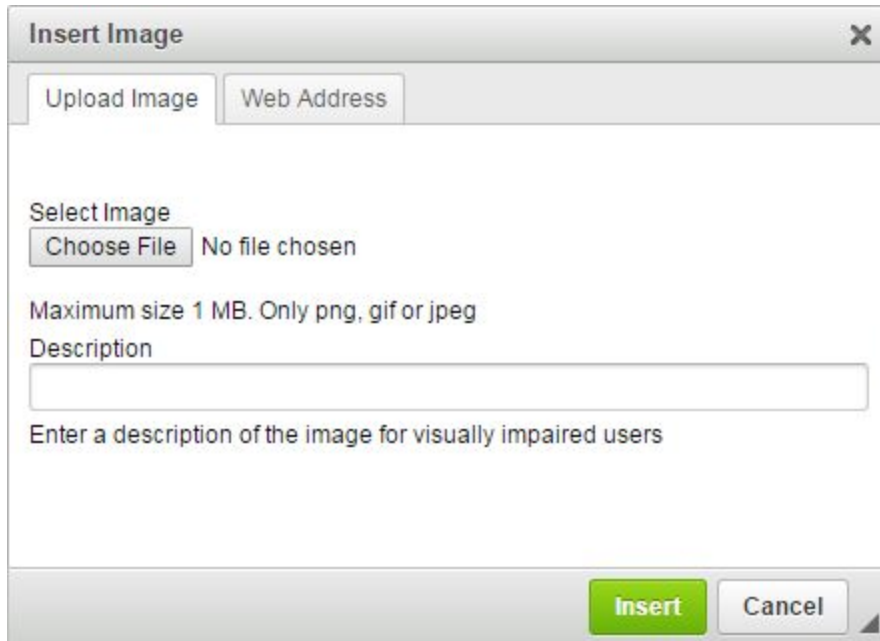 Insert Image
Upload Image Web Address
Select Image
Choose File No file chosen
Maximum size 1 MB. Only png, gif or jpeg
Description
Enter a description of the image for visually impaired users
Insert Cancel